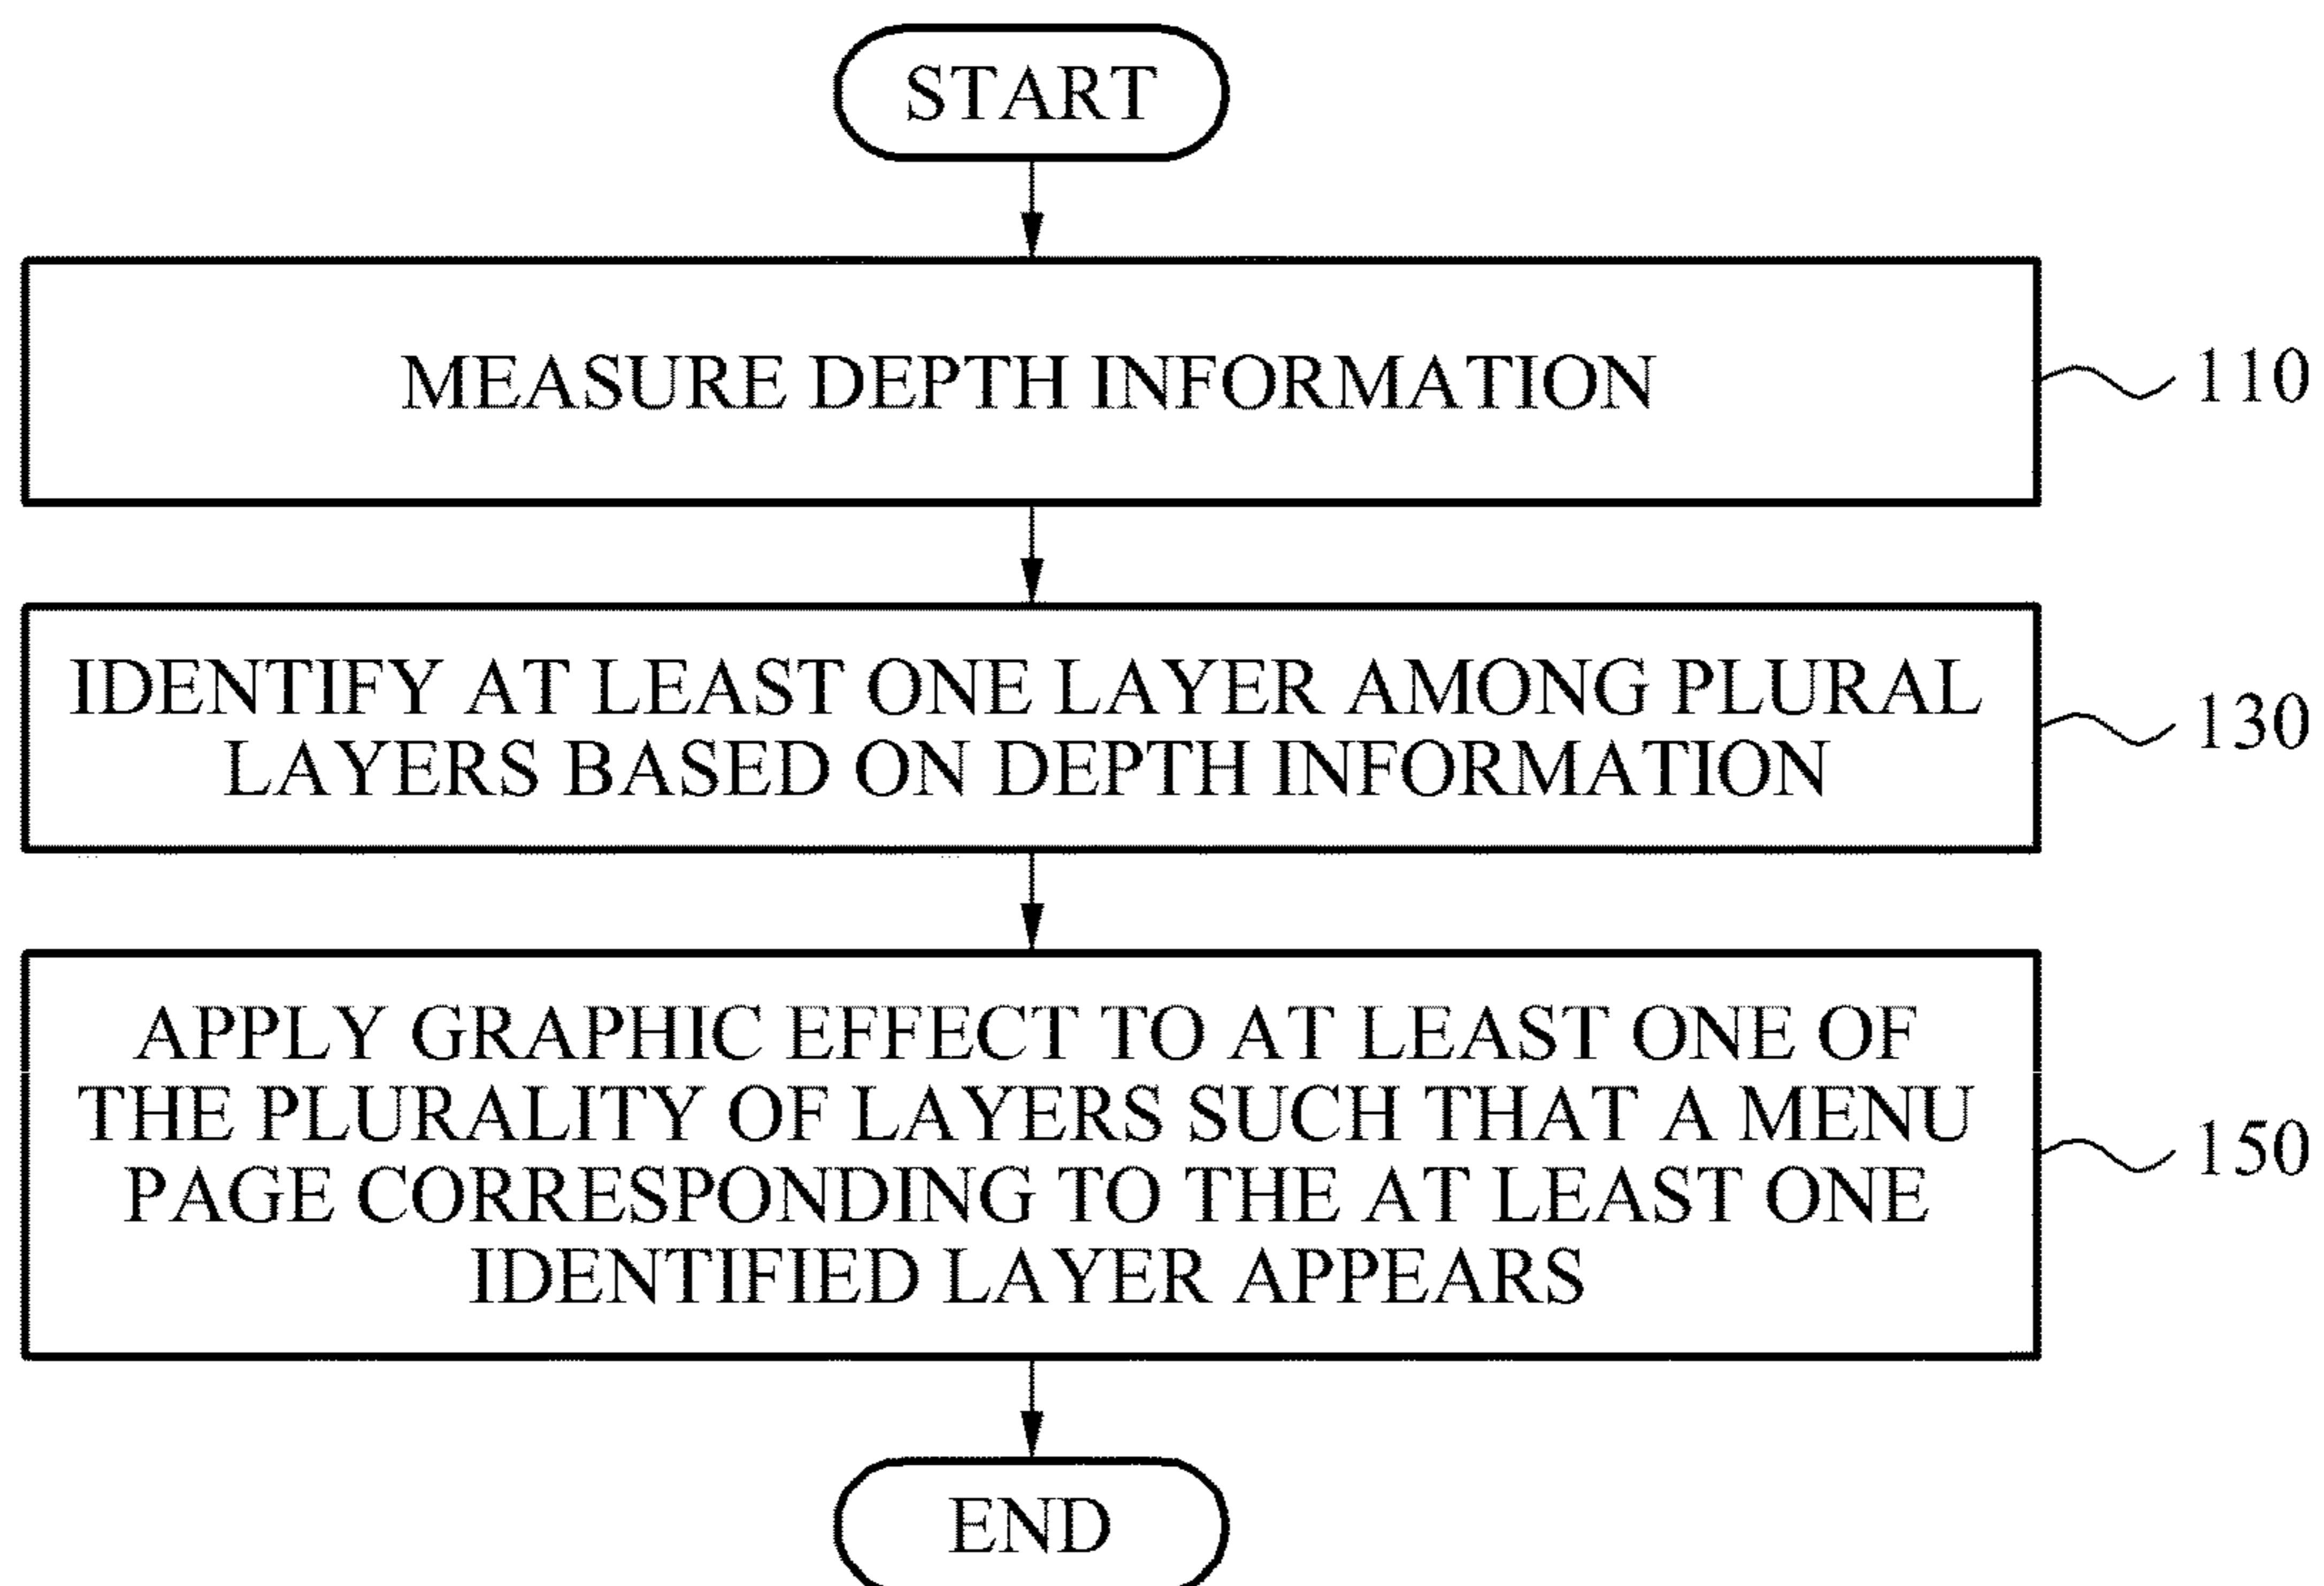 START
MEASURE DEPTH INFORMATION
110
IDENTIFY AT LEAST ONE LAYER AMONG PLURAL
LAYERS BASED ON DEPTH INFORMATION
130
APPLY GRAPHIC EFFECT TO AT LEAST ONE OF
THE PLURALITY OF LAYERS SUCH THAT A MENU
PAGE CORRESPONDING TO THE AT LEAST ONE
IDENTIFIED LAYER APPEARS
150
END